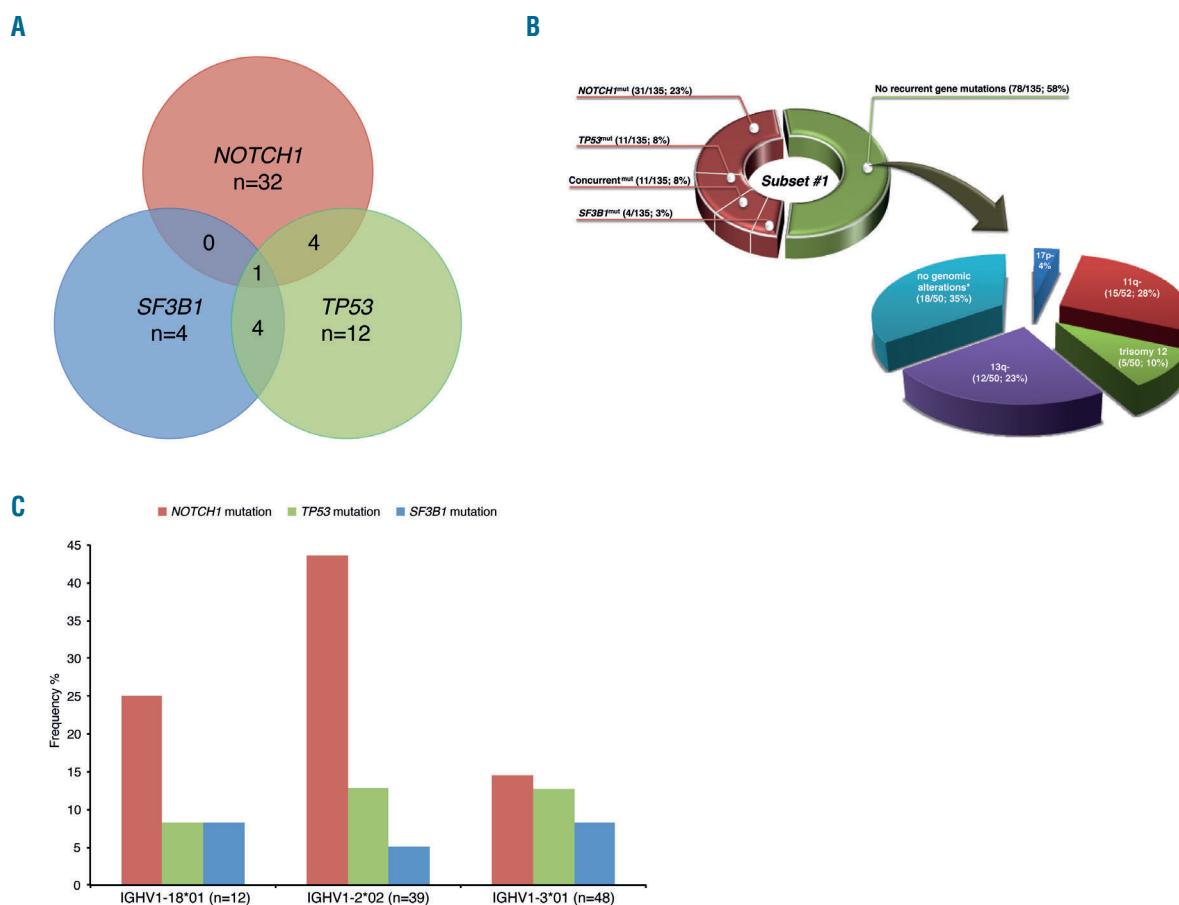 A
NOTCH1
n=32
0
4
1
SF3B1
n=4
4
TP53
n=12
B
NOTCH1mut (31/135; 23%)
No recurrent gene mutations (78/135; 58%)
TP53mut (11/135; 8%)
Concurrentmut (11/135; 8%)
Subset #1
SF3B1mut (4/135; 3%)
17p-
4%
no genomic
alterations*
(18/50; 35%)
11q-
(15/52; 28%)
trisomy 12
(5/50; 10%)
13q-
(12/50; 23%)
C
NOTCH1 mutation TP53 mutation SF3B1 mutation
45
40
35
30
25
20
15
10
5
0
Frequency %
IGHV1-18*01 (n=12) IGHV1-2*02 (n=39) IGHV1-3*01 (n=48)